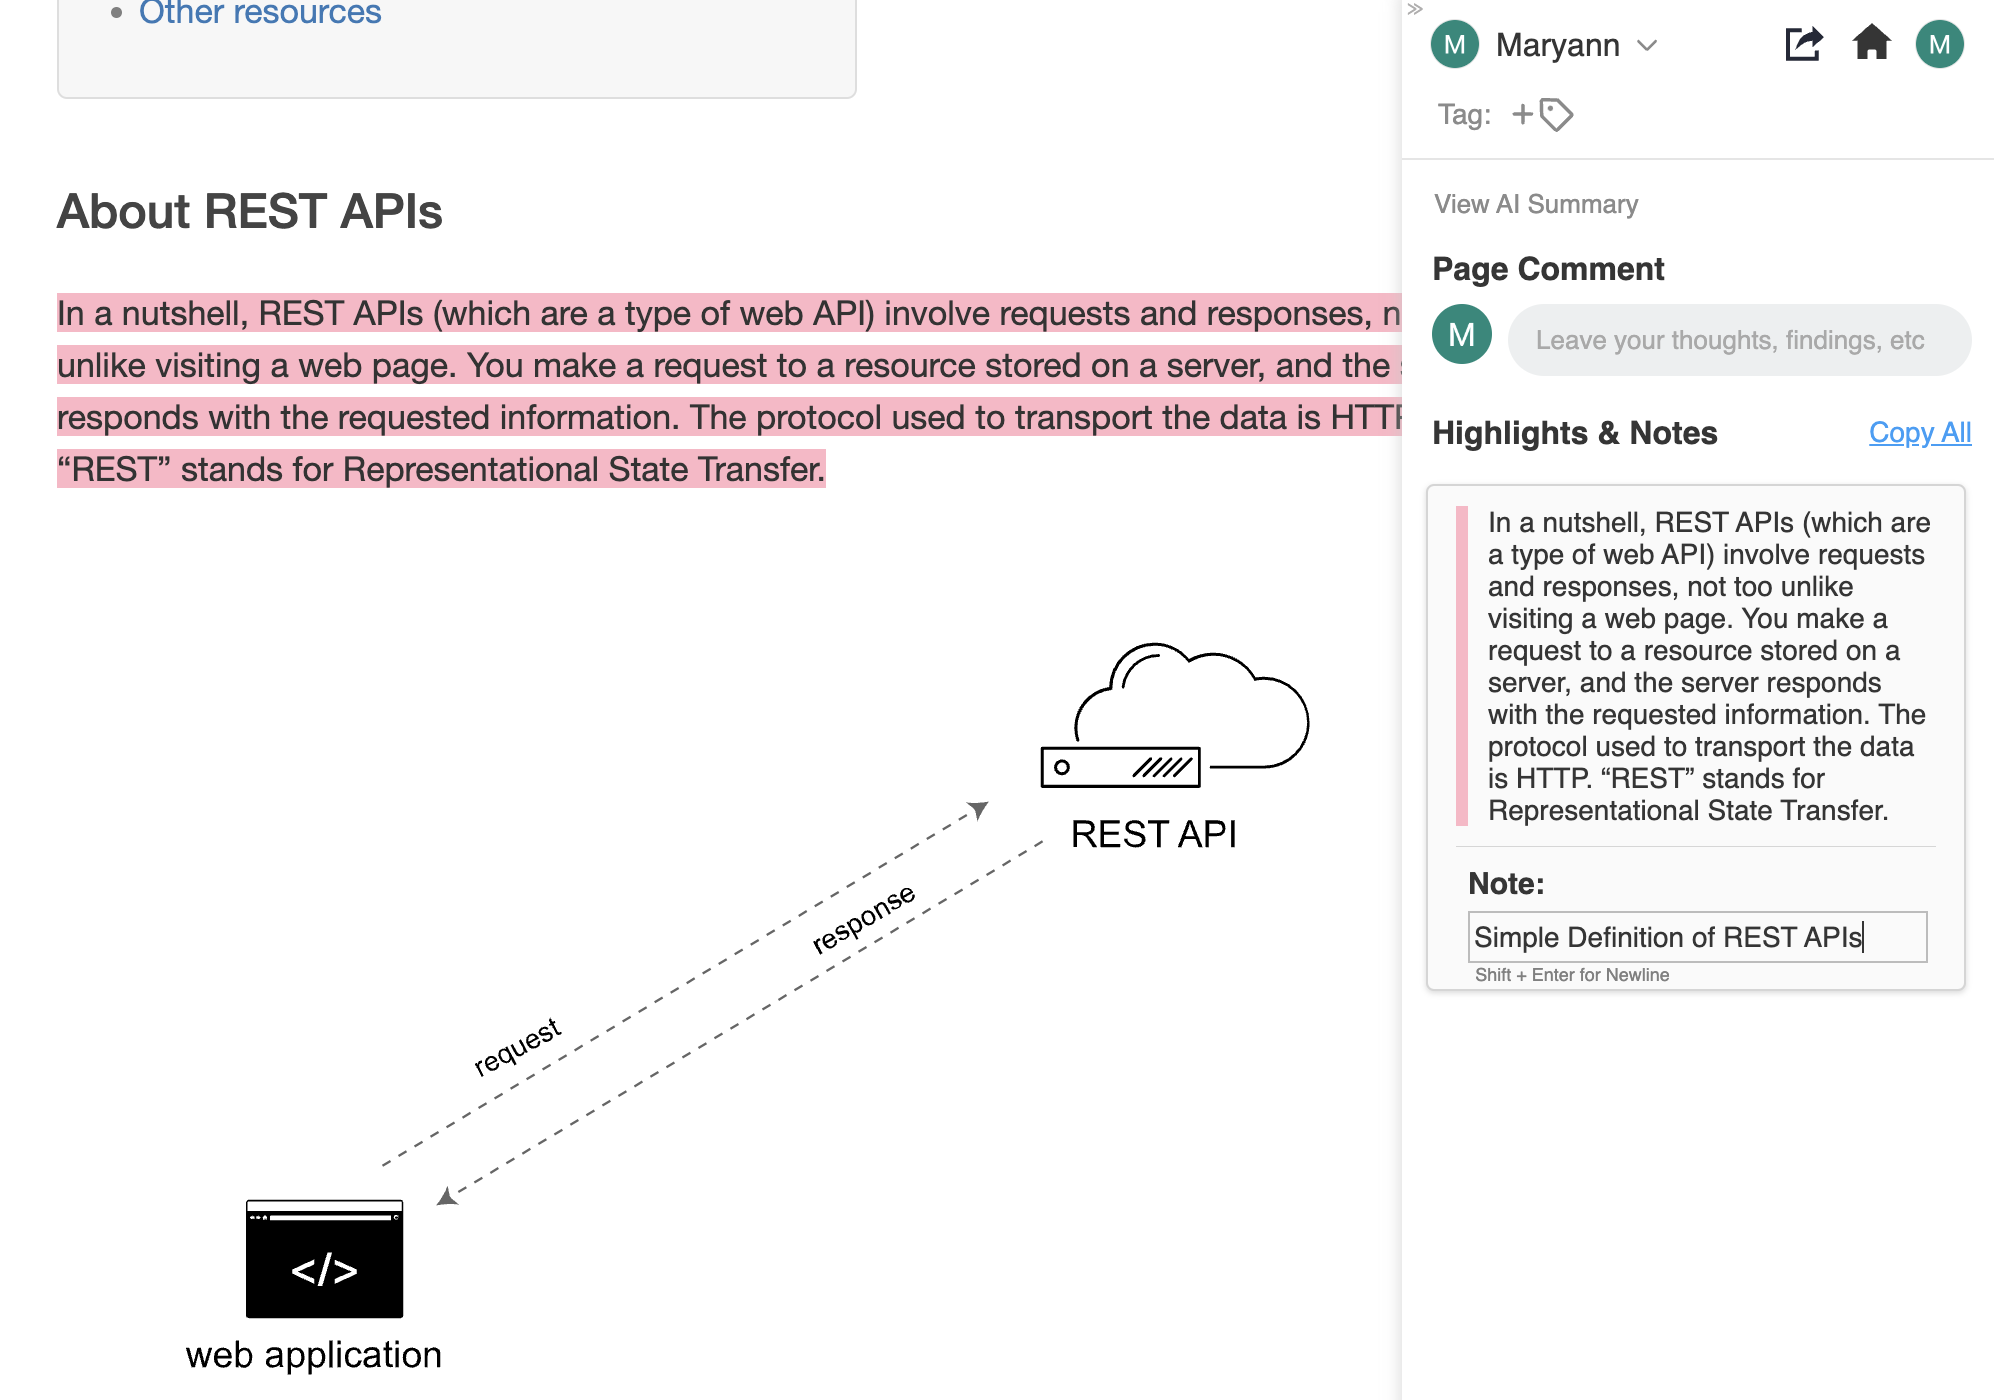 Other resources
About REST APIs
In a nutshell, REST APIs (which are a type of web API) involve requests and responses, n
unlike visiting a web page. You make a request to a resource stored on a server, and the
responds with the requested information. The protocol used to transport the data is HTTP
“REST” stands for Representational State Transfer.
REST API
response
request
</>
web application
M Maryann M
Tag: +
View AI Summary
Page Comment
M Leave your thoughts, findings, etc
Highlights & Notes Copy All
In a nutshell, REST APIs (which are
a type of web API) involve requests
and responses, not too unlike
visiting a web page. You make a
request to a resource stored on a
server, and the server responds
with the requested information. The
protocol used to transport the data
is HTTP. “REST” stands for
Representational State Transfer.
Note:
Simple Definition of REST APIs
Shift + Enter for Newline